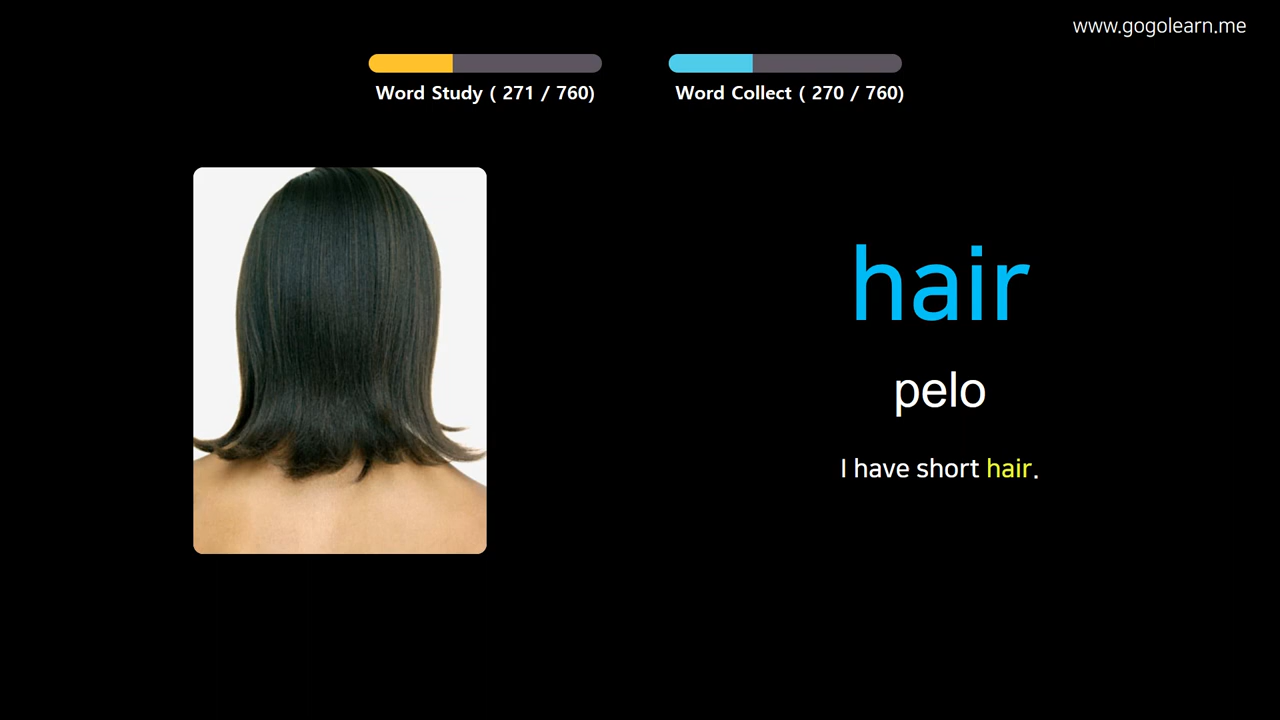 www.gogolearn.me
Word Study ( 271 / 760)
Word Collect ( 270 / 760)
hair
pelo
I have short hair.